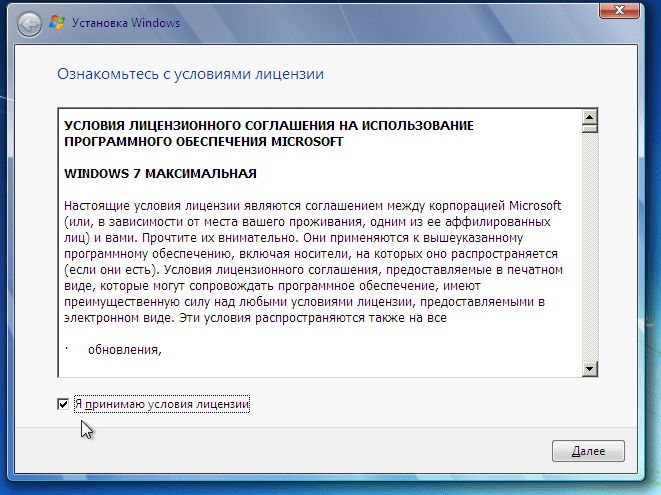 Установка Windows
Ознакомьтесь с условиями лицензии
УСЛОВИЯ ЛИЦЕНЗИОННОГО СОГЛАШЕНИЯ НА ИСПОЛЬЗОВАНИЕ
ПРОГРАММНОГО ОБЕСПЕЧЕНИЯ MICROSOFT
WINDOWS 7 МАКСИМАЛЬНАЯ
Настоящие условия лицензии являются соглашением между корпорацией Microsoft
(или, в зависимости от места вашего проживания, одним из ее аффилированных
лиц) и вами. Прочтите их внимательно. Они применяются к вышеуказанному
программному обеспечению, включая носители, на которых оно распространяется
(если они есть). Условия лицензионного соглашения, предоставляемые в печатном
виде, которые могут сопровождать программное обеспечение, имеют
преимущественную силу над любыми условиями лицензии, предоставляемыми в
электронном виде. Эти условия распространяются также на все
· обновления,
Я принимаю условия лицензии
Далее